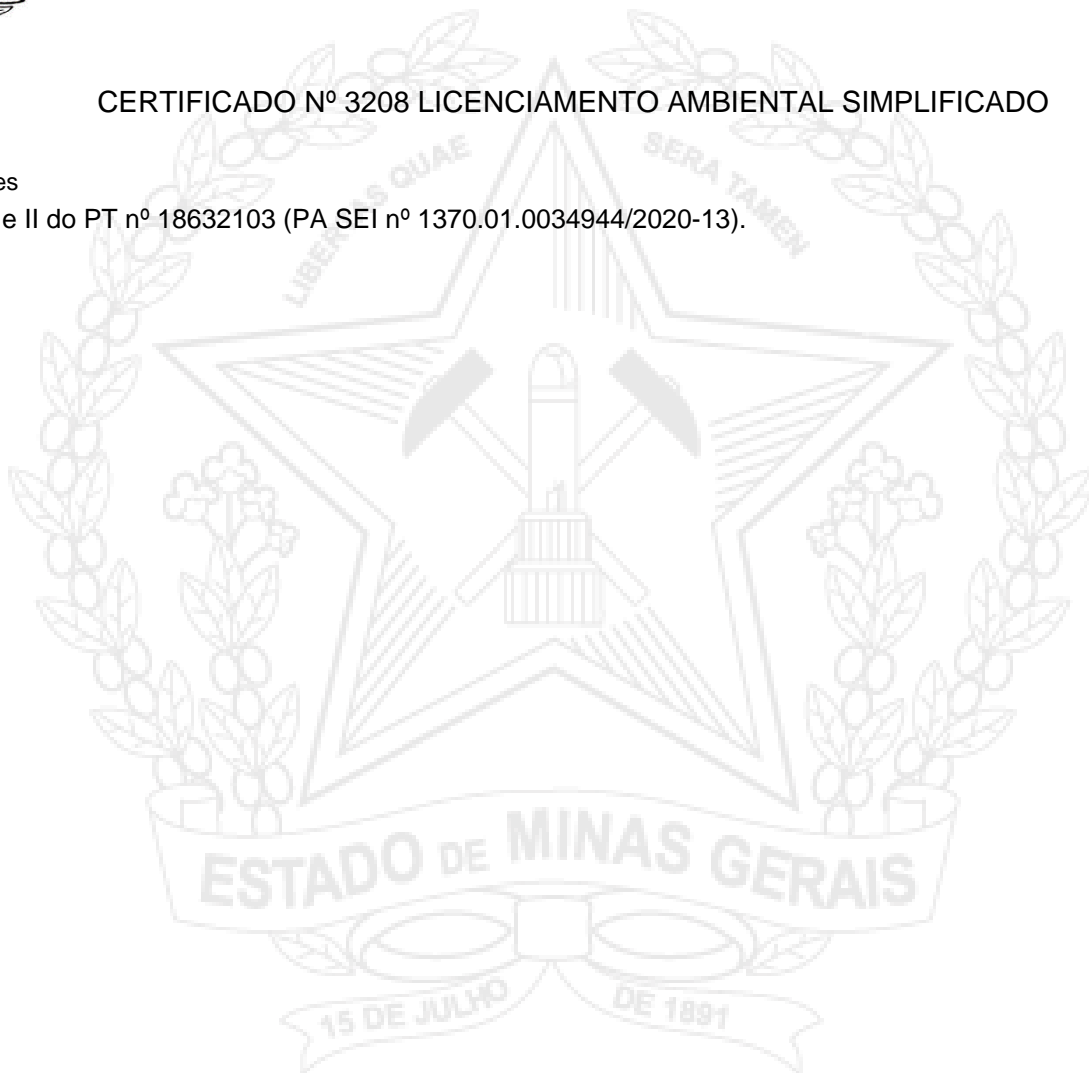 CERTIFICADO Nº 3208 LICENCIAMENTO AMBIENTAL SIMPLIFICADO
es
e II do PT nº 18632103 (PA SEI nº 1370.01.0034944/2020-13).
LIBERTAS QUAE SERA TAMEN
ESTADO DE MINAS GERAIS
15 DE JULHO DE 1891